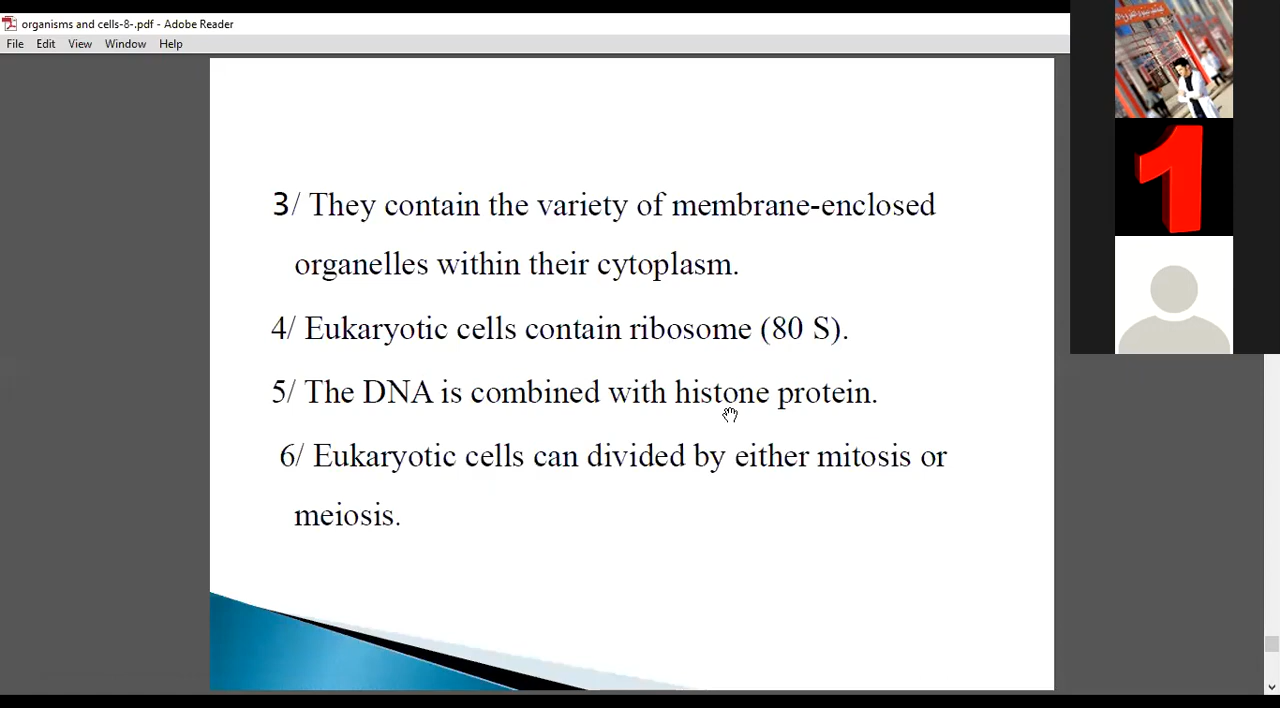 organisms and cells-8-.pdf - Adobe Reader
File Edit View Window Help
3/ They contain the variety of membrane-enclosed
organelles within their cytoplasm.
4/ Eukaryotic cells contain ribosome (80 S).
5/ The DNA is combined with histone protein.
6/ Eukaryotic cells can divided by either mitosis or
meiosis.
1